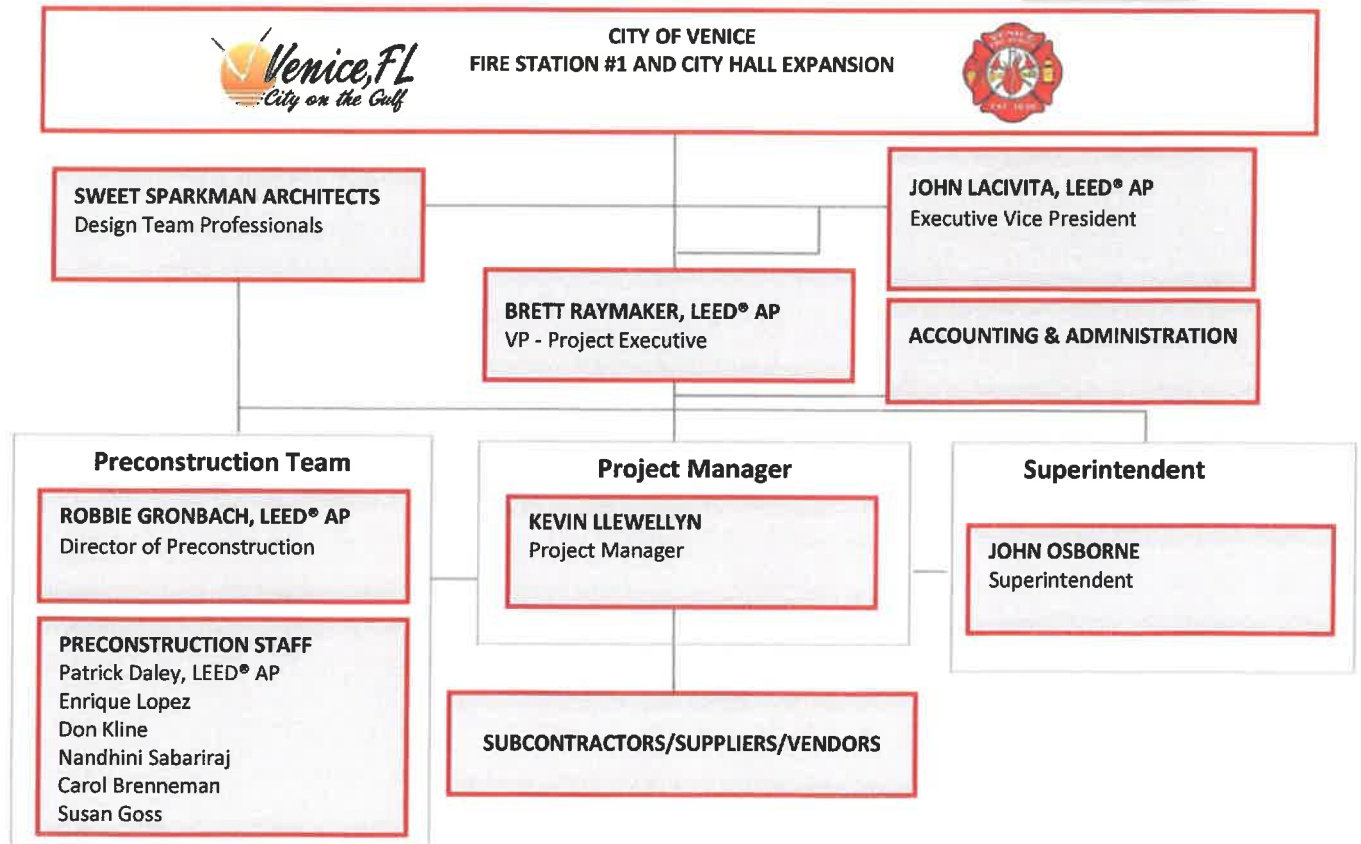 CITY OF VENICE
FIRE STATION #1 AND CITY HALL EXPANSION
Venice, FL
City on the Gulf
VENICE
SWEET SPARKMAN ARCHITECTS
Design Team Professionals
JOHN LACIVITA, LEED® AP
Executive Vice President
BRETT RAYMAKER, LEED® AP
VP - Project Executive
ACCOUNTING & ADMINISTRATION
Preconstruction Team
ROBBIE GRONBACH, LEED® AP
Director of Preconstruction
PRECONSTRUCTION STAFF
Patrick Daley, LEED® AP
Enrique Lopez
Don Kline
Nandhini Sabariraj
Carol Brenneman
Susan Goss
Project Manager
KEVIN LLEWELLYN
Project Manager
SUBCONTRACTORS/SUPPLIERS/VENDORS
Superintendent
JOHN OSBORNE
Superintendent